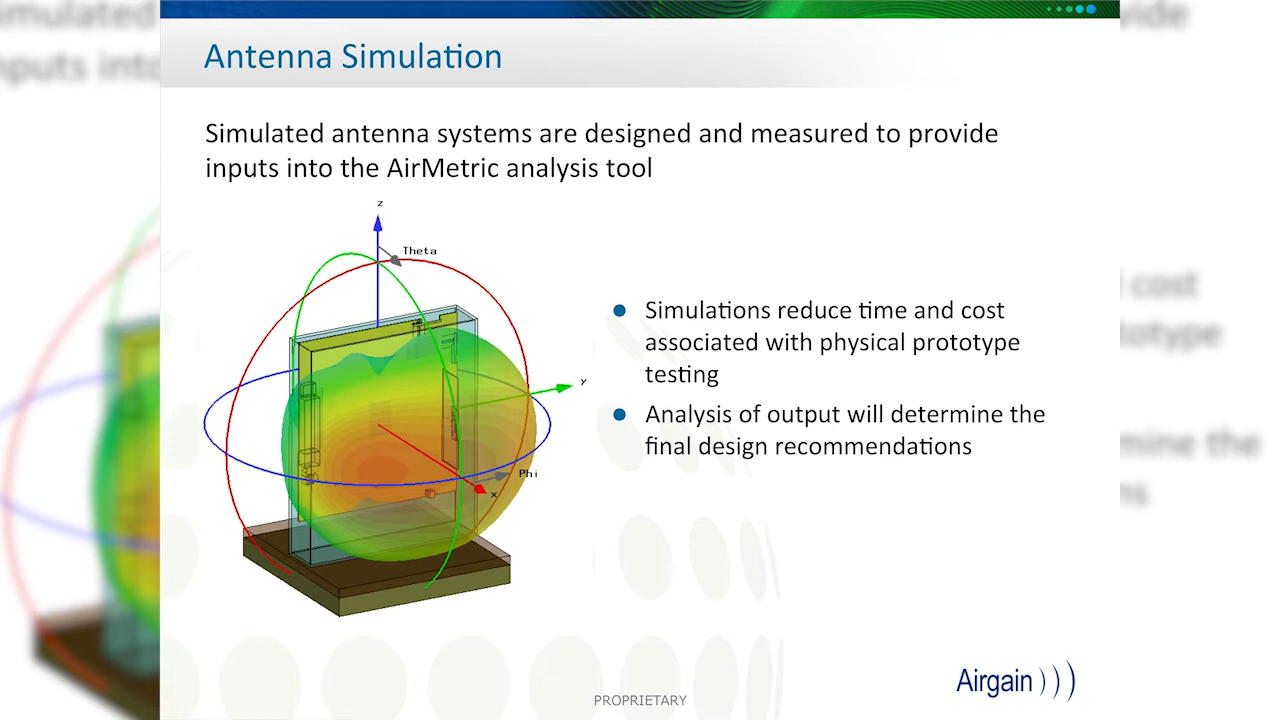 Antenna Simulation
Simulated antenna systems are designed and measured to provide
inputs into the AirMetric analysis tool
z
Theta
y
Phi
x
● Simulations reduce time and cost
associated with physical prototype
testing
● Analysis of output will determine the
final design recommendations
Airgain
PROPRIETARY